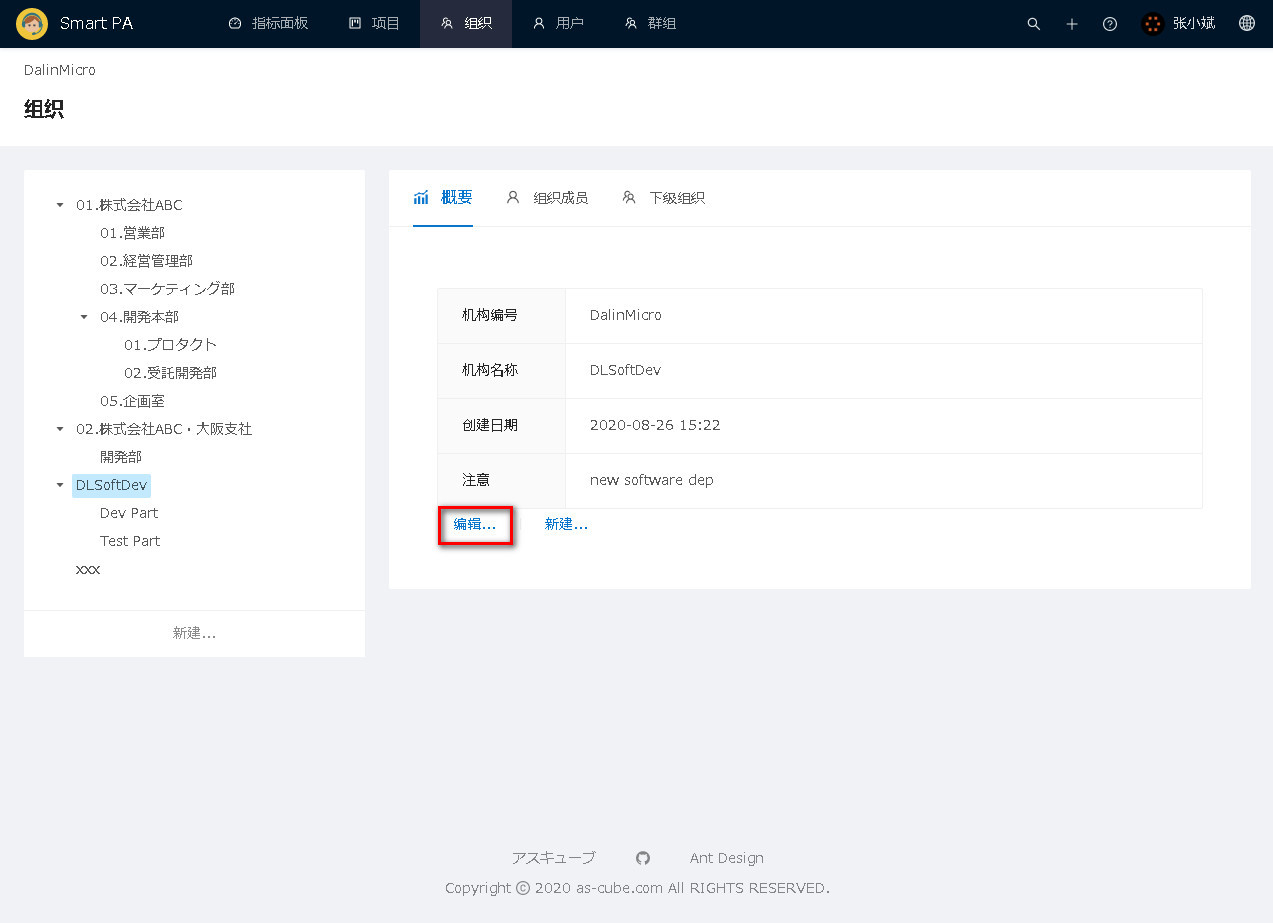 Smart PA 指标面板 项目 组织 用户 群组 张小斌
DalinMicro
组织
01.株式会社ABC
01.営業部
02.経営管理部
03.マーケティング部
04.開発本部
01.プロタクト
02.受託開発部
05.企画室
02.株式会社ABC・大阪支社
開発部
DLSoftDev
Dev Part
Test Part
xxx
新建...
概要 组织成员 下级组织
机构编号 DalinMicro
机构名称 DLSoftDev
创建日期 2020-08-26 15:22
注意 new software dep
编辑... 新建...
アスキューブ Ant Design
Copyright © 2020 as-cube.com All RIGHTS RESERVED.